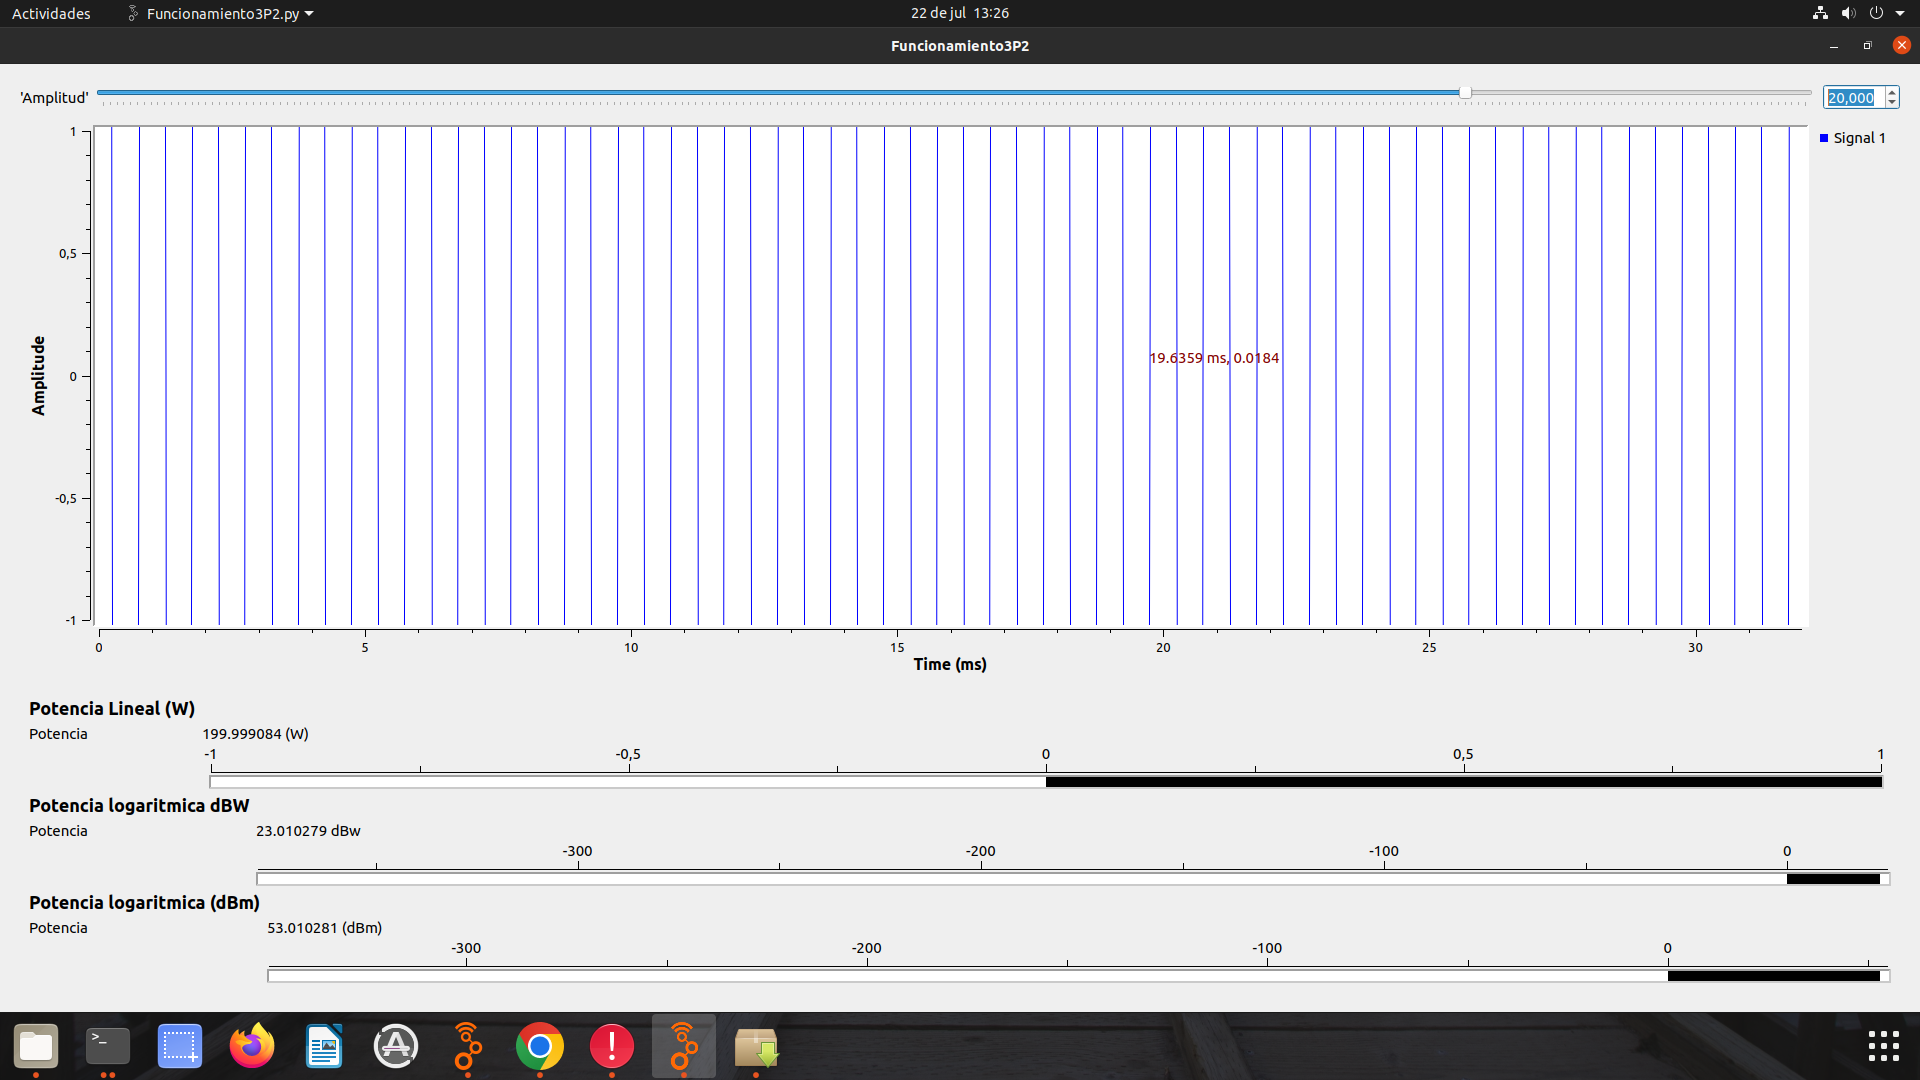 Actividades Funcionamiento3P2.py 22 de jul 13:26
Funcionamiento3P2
'Amplitud' 20,000
Signal 1
1
0,5
0
-0,5
-1
Amplitude
19.6359 ms, 0.0184
0 5 10 15 20 25 30
Time (ms)
Potencia Lineal (W)
Potencia 199.999084 (W)
-1 -0,5 0 0,5 1
Potencia logaritmica dBW
Potencia 23.010279 dBw
-300 -200 -100 0
Potencia logaritmica (dBm)
Potencia 53.010281 (dBm)
-300 -200 -100 0
>_